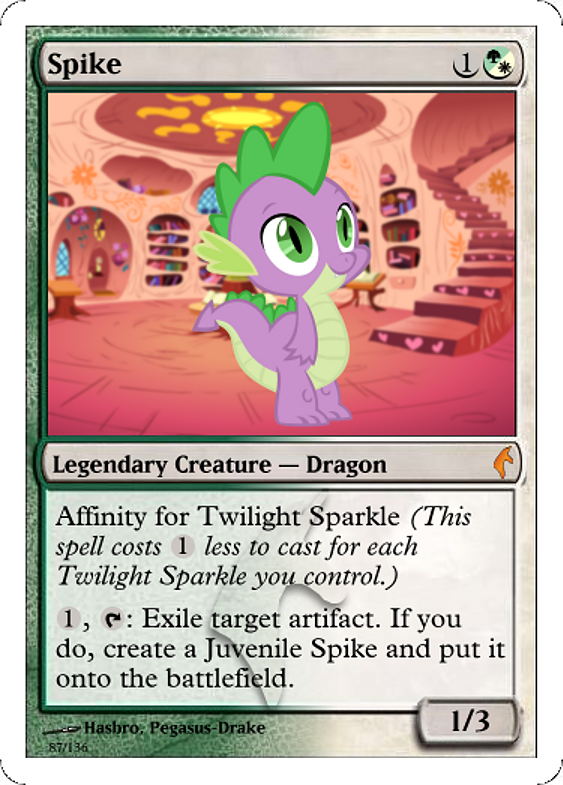 Spike 1
Legendary Creature — Dragon
Affinity for Twilight Sparkle (This
spell costs 1 less to cast for each
Twilight Sparkle you control.)
1, : Exile target artifact. If you
do, create a Juvenile Spike and put it
onto the battlefield.
1/3
Hasbro, Pegasus-Drake
87/136